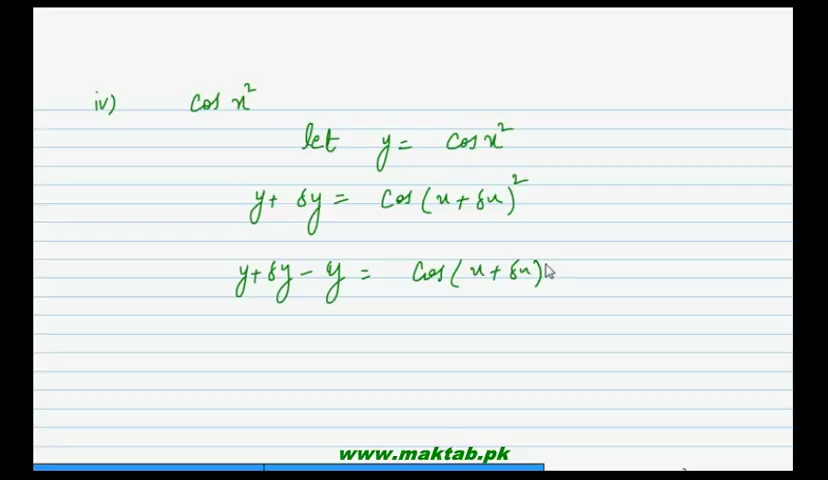 iv) cos x²
let y = cos x²
y + δy = cos(x + δx)²
y + δy - y = cos(x + δx)
www.maktab.pk